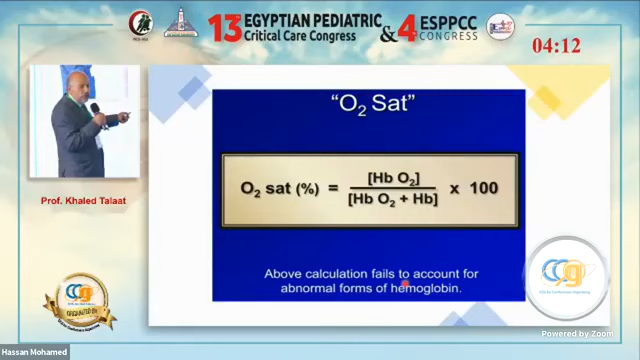 13 EGYPTIAN PEDIATRIC
Critical Care Congress
& 4 ESPPCC
CONGRESS
04:12
Prof. Khaled Talaat
"O₂ Sat"
O₂ sat (%) = [Hb O₂] / [Hb O₂ + Hb] x 100
Above calculation fails to account for
abnormal forms of hemoglobin.
Powered by Zoom
Hassan Mohamed